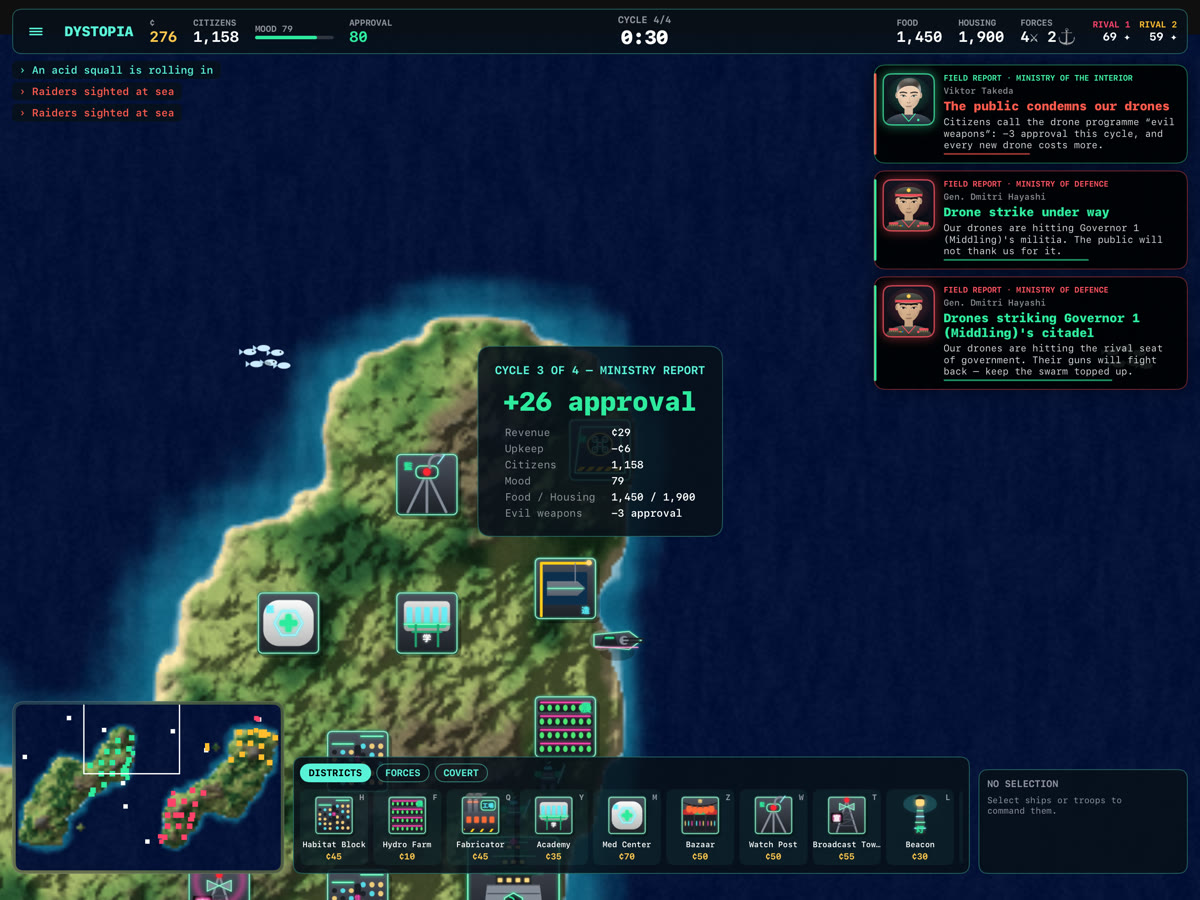 DYSTOPIA
¢
276
CITIZENS
1,158
MOOD 79
APPROVAL
80
CYCLE 4/4
0:30
FOOD
1,450
HOUSING
1,900
FORCES
4⚔ 2⚓
RIVAL 1
69 ✦
RIVAL 2
59 ✦
› An acid squall is rolling in
› Raiders sighted at sea
› Raiders sighted at sea
FIELD REPORT · MINISTRY OF THE INTERIOR
Viktor Takeda
The public condemns our drones
Citizens call the drone programme “evil
weapons”: −3 approval this cycle, and
every new drone costs more.
FIELD REPORT · MINISTRY OF DEFENCE
Gen. Dmitri Hayashi
Drone strike under way
Our drones are hitting Governor 1
(Middling)'s militia. The public will
not thank us for it.
FIELD REPORT · MINISTRY OF DEFENCE
Gen. Dmitri Hayashi
Drones striking Governor 1
(Middling)'s citadel
Our drones are hitting the rival seat
of government. Their guns will fight
back — keep the swarm topped up.
CYCLE 3 OF 4 — MINISTRY REPORT
+26 approval
Revenue ¢29
Upkeep −¢6
Citizens 1,158
Mood 79
Food / Housing 1,450 / 1,900
Evil weapons −3 approval
学
DISTRICTS
FORCES
COVERT
H
Habitat Block
¢45
F
Hydro Farm
¢10
Q
Fabricator
¢45
Y
Academy
¢35
M
Med Center
¢70
Z
Bazaar
¢50
W
Watch Post
¢50
T
Broadcast Tow…
¢55
L
Beacon
¢30
NO SELECTION
Select ships or troops to
command them.